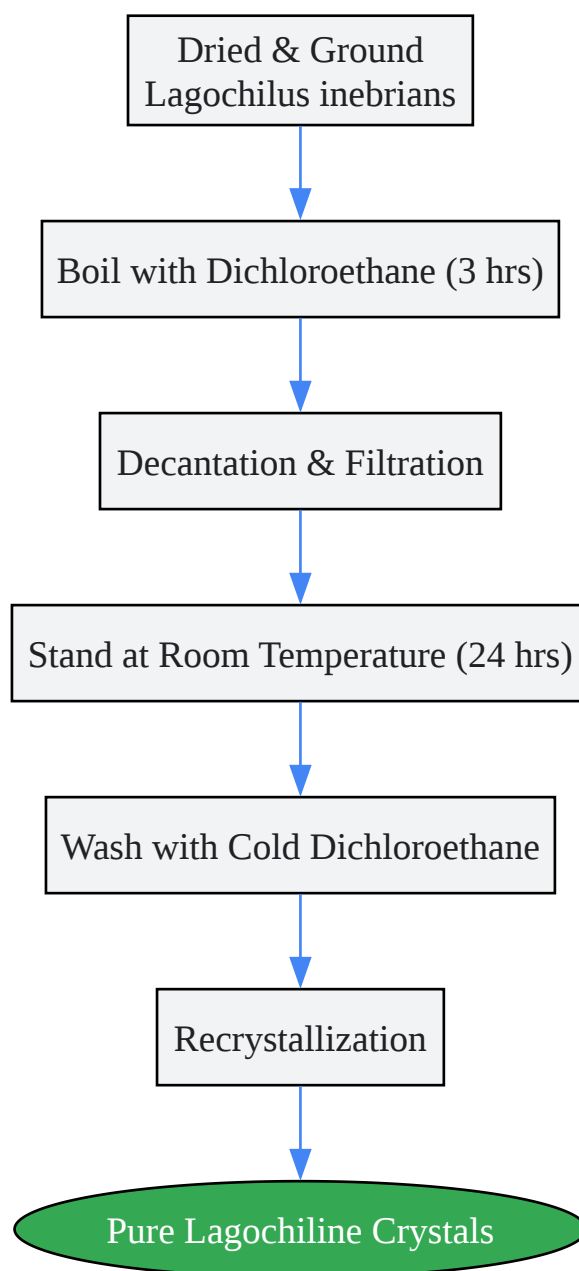 Dried & Ground
Lagochilus inebrians
Boil with Dichloroethane (3 hrs)
Decantation & Filtration
Stand at Room Temperature (24 hrs)
Wash with Cold Dichloroethane
Recrystallization
Pure Lagochiline Crystals